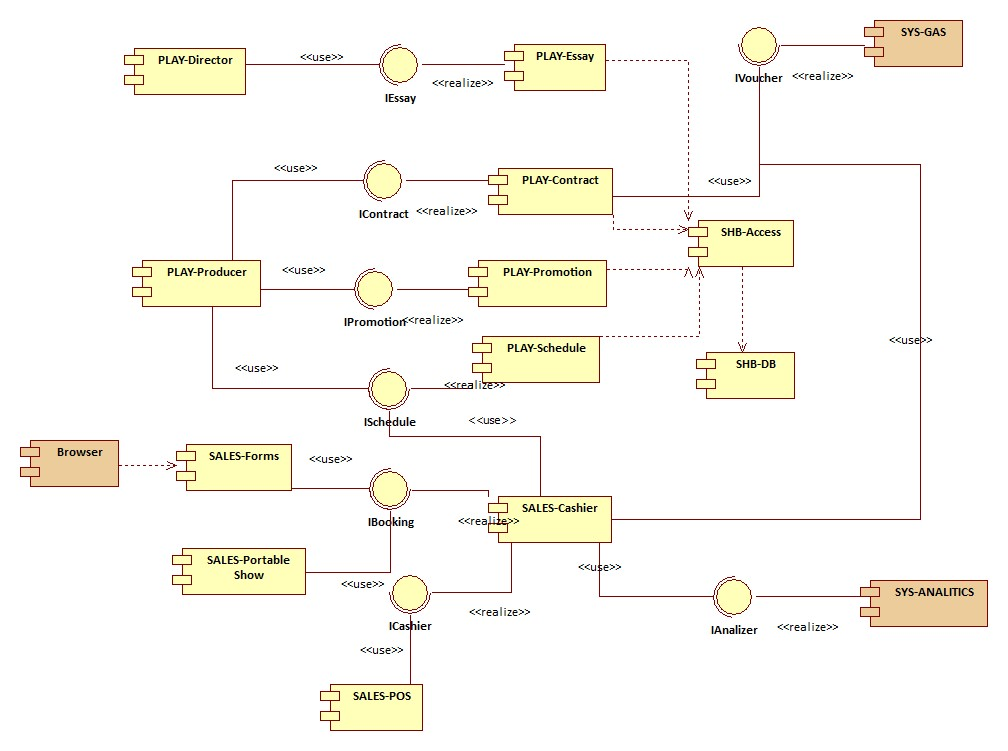 SYS-GAS
PLAY-Director
<<use>>
PLAY-Essay
IVoucher
<<realize>>
IEssay
<<realize>>
<<use>>
PLAY-Contract
<<use>>
IContract
<<realize>>
SHB-Access
PLAY-Producer
<<use>>
PLAY-Promotion
IPromotion
<<realize>>
<<use>>
PLAY-Schedule
<<use>>
SHB-DB
<<realize>>
ISchedule
<<use>>
Browser
SALES-Forms
<<use>>
SALES-Cashier
IBooking
<<realize>>
SALES-Portable
Show
<<use>>
<<use>>
SYS-ANALITICS
<<realize>>
ICashier
IAnalizer
<<realize>>
<<use>>
SALES-POS